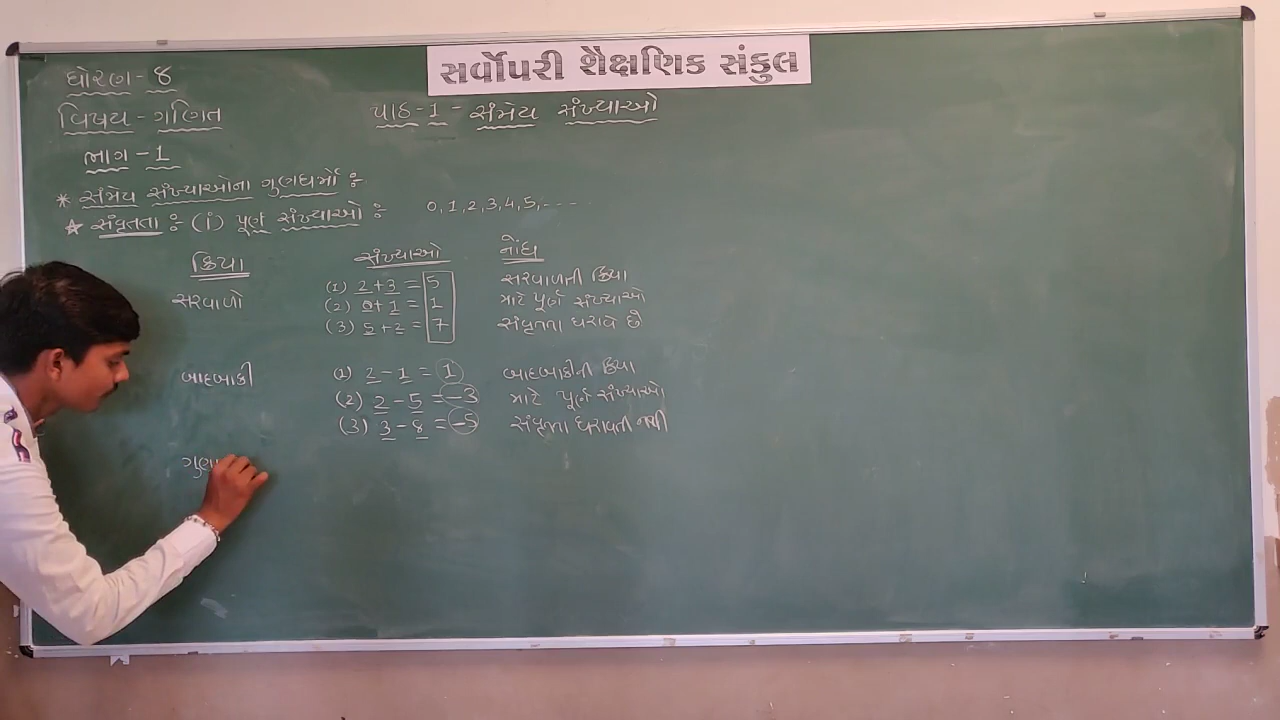 સર્વોપરી શૈક્ષણિક સંકુલ
ધોરણ - 8
વિષય - ગણિત
પાઠ - 1 - સંમેય સંખ્યાઓ
ભાગ - 1
* સંમેય સંખ્યાઓના ગુણધર્મો :-
☆ સંવૃતતા :- (i) પૂર્ણ સંખ્યાઓ :- 0, 1, 2, 3, 4, 5, - - - -
ક્રિયા સંખ્યાઓ નોંધ
સરવાળો
(1) 2 + 3 = 5
(2) 0 + 1 = 1
(3) 5 + 2 = 7
સરવાળાની ક્રિયા
માટે પૂર્ણ સંખ્યાઓ
સંવૃતતા ધરાવે છે
બાદબાકી
(1) 2 - 1 = 1
(2) 2 - 5 = -3
(3) 3 - 8 = -5
બાદબાકીની ક્રિયા
માટે પૂર્ણ સંખ્યાઓ
સંવૃતતા ધરાવતી નથી